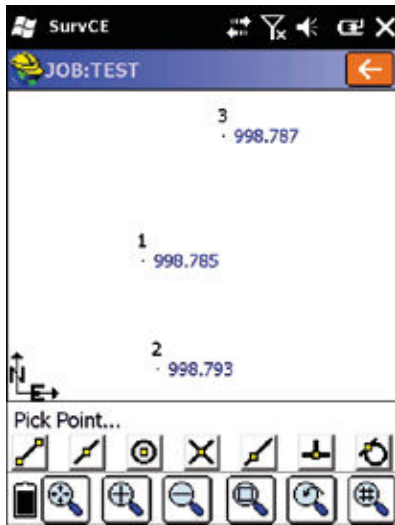 SurvCE
JOB:TEST
3
998.787
1
998.785
2
998.793
N
E
Pick Point...